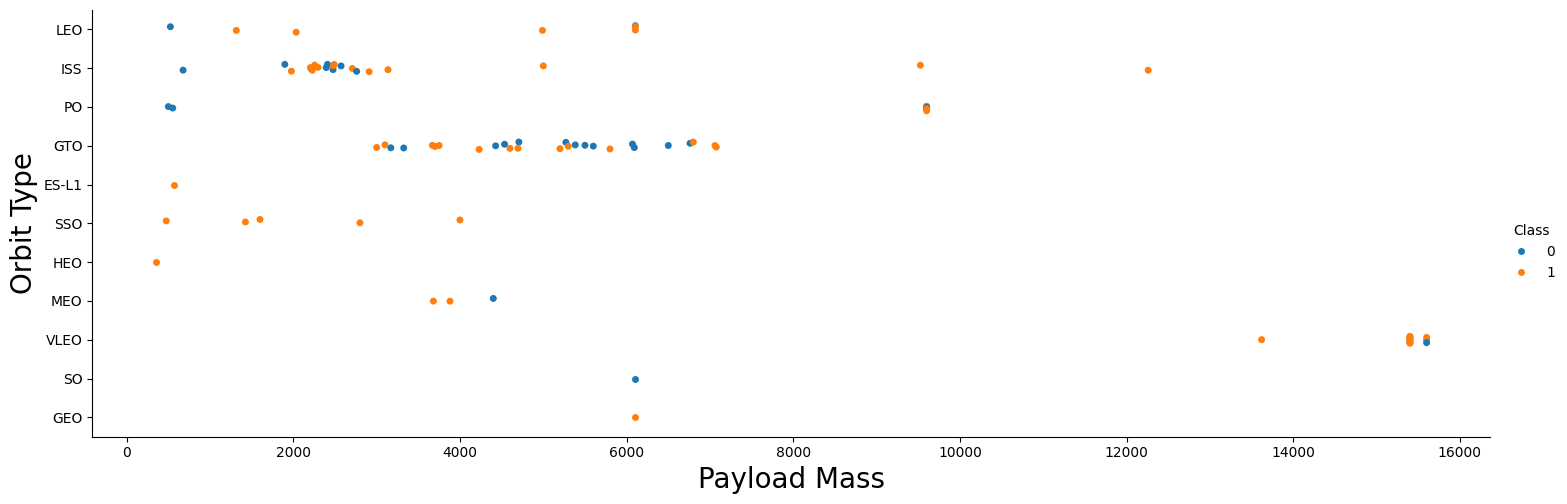 Orbit Type
LEO
ISS
PO
GTO
ES-L1
SSO
HEO
MEO
VLEO
SO
GEO
0 2000 4000 6000 8000 10000 12000 14000 16000
Payload Mass
Class
0
1